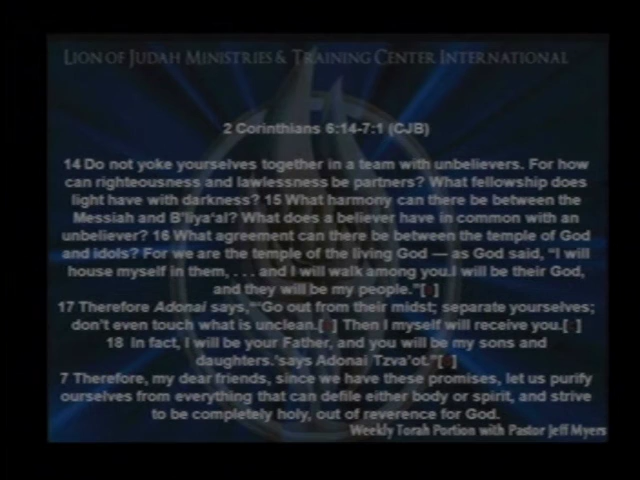 Lion of Judah Ministries & Training Center International
2 Corinthians 6:14-7:1 (CJB)
14 Do not yoke yourselves together in a team with unbelievers. For how
can righteousness and lawlessness be partners? What fellowship does
light have with darkness? 15 What harmony can there be between the
Messiah and B'liya'al? What does a believer have in common with an
unbeliever? 16 What agreement can there be between the temple of God
and idols? For we are the temple of the living God — as God said, "I will
house myself in them, . . . and I will walk among you.I will be their God,
and they will be my people."[ ]
17 Therefore Adonai says,"'Go out from their midst; separate yourselves;
don't even touch what is unclean.[ ] Then I myself will receive you.[ ]
18 In fact, I will be your Father, and you will be my sons and
daughters.'says Adonai Tzva'ot."[ ]
7 Therefore, my dear friends, since we have these promises, let us purify
ourselves from everything that can defile either body or spirit, and strive
to be completely holy, out of reverence for God.
Weekly Torah Portion with Pastor Jeff Myers